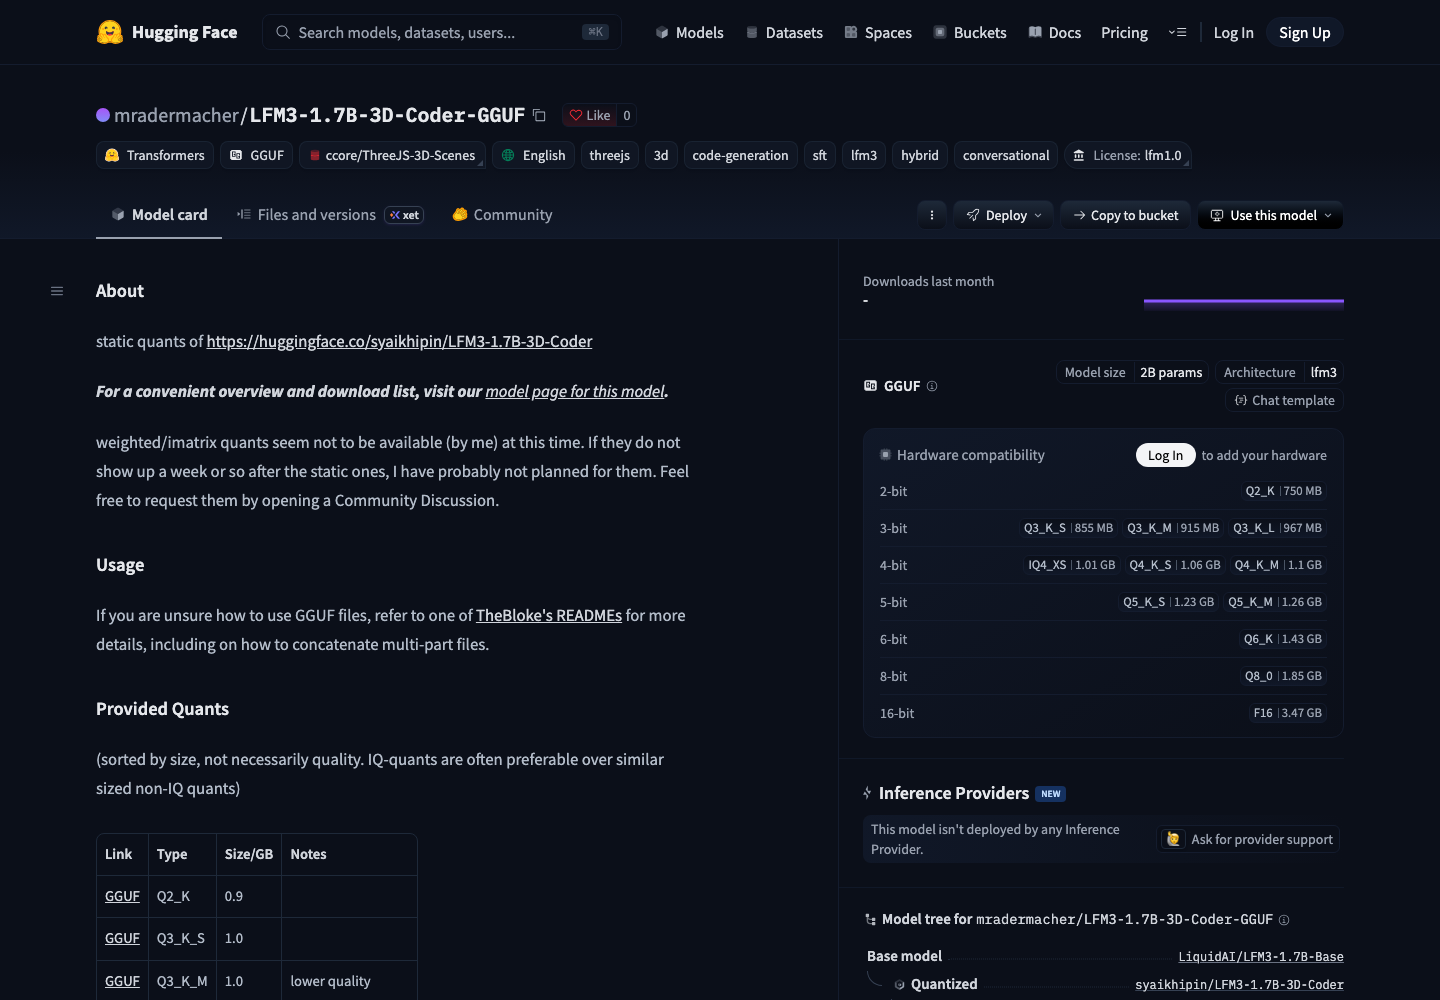 Hugging Face
Search models, datasets, users...
⌘K
Models
Datasets
Spaces
Buckets
Docs
Pricing
Log In
Sign Up
mradermacher/LFM3-1.7B-3D-Coder-GGUF
Like
0
Transformers
GGUF
ccore/ThreeJS-3D-Scenes
English
threejs
3d
code-generation
sft
lfm3
hybrid
conversational
License: lfm1.0
Model card
Files and versions
xet
Community
Deploy
Copy to bucket
Use this model
About
static quants of https://huggingface.co/syaikhipin/LFM3-1.7B-3D-Coder
For a convenient overview and download list, visit our model page for this model.
weighted/imatrix quants seem not to be available (by me) at this time. If they do not
show up a week or so after the static ones, I have probably not planned for them. Feel
free to request them by opening a Community Discussion.
Usage
If you are unsure how to use GGUF files, refer to one of TheBloke's READMEs for more
details, including on how to concatenate multi-part files.
Provided Quants
(sorted by size, not necessarily quality. IQ-quants are often preferable over similar
sized non-IQ quants)
Link Type Size/GB Notes
GGUF Q2_K 0.9
GGUF Q3_K_S 1.0
GGUF Q3_K_M 1.0 lower quality
Downloads last month
-
GGUF
Model size 2B params
Architecture lfm3
Chat template
Hardware compatibility
Log In to add your hardware
2-bit Q2_K 750 MB
3-bit Q3_K_S 855 MB Q3_K_M 915 MB Q3_K_L 967 MB
4-bit IQ4_XS 1.01 GB Q4_K_S 1.06 GB Q4_K_M 1.1 GB
5-bit Q5_K_S 1.23 GB Q5_K_M 1.26 GB
6-bit Q6_K 1.43 GB
8-bit Q8_0 1.85 GB
16-bit F16 3.47 GB
Inference Providers NEW
This model isn't deployed by any Inference
Provider.
Ask for provider support
Model tree for mradermacher/LFM3-1.7B-3D-Coder-GGUF
Base model LiquidAI/LFM3-1.7B-Base
Quantized syaikhipin/LFM3-1.7B-3D-Coder